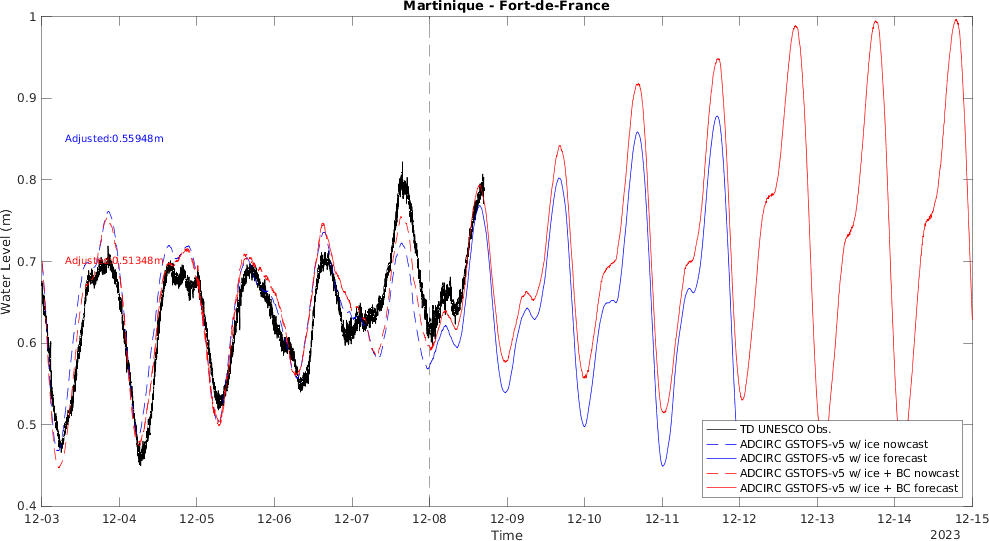 Martinique - Fort-de-France
1
0.9
0.8
0.7
0.6
0.5
0.4
Water Level (m)
Adjusted:0.55948m
Adjusted:0.51348m
TD UNESCO Obs.
ADCIRC GSTOFS-v5 w/ ice nowcast
ADCIRC GSTOFS-v5 w/ ice forecast
ADCIRC GSTOFS-v5 w/ ice + BC nowcast
ADCIRC GSTOFS-v5 w/ ice + BC forecast
12-03 12-04 12-05 12-06 12-07 12-08 12-09 12-10 12-11 12-12 12-13 12-14 12-15
Time
2023